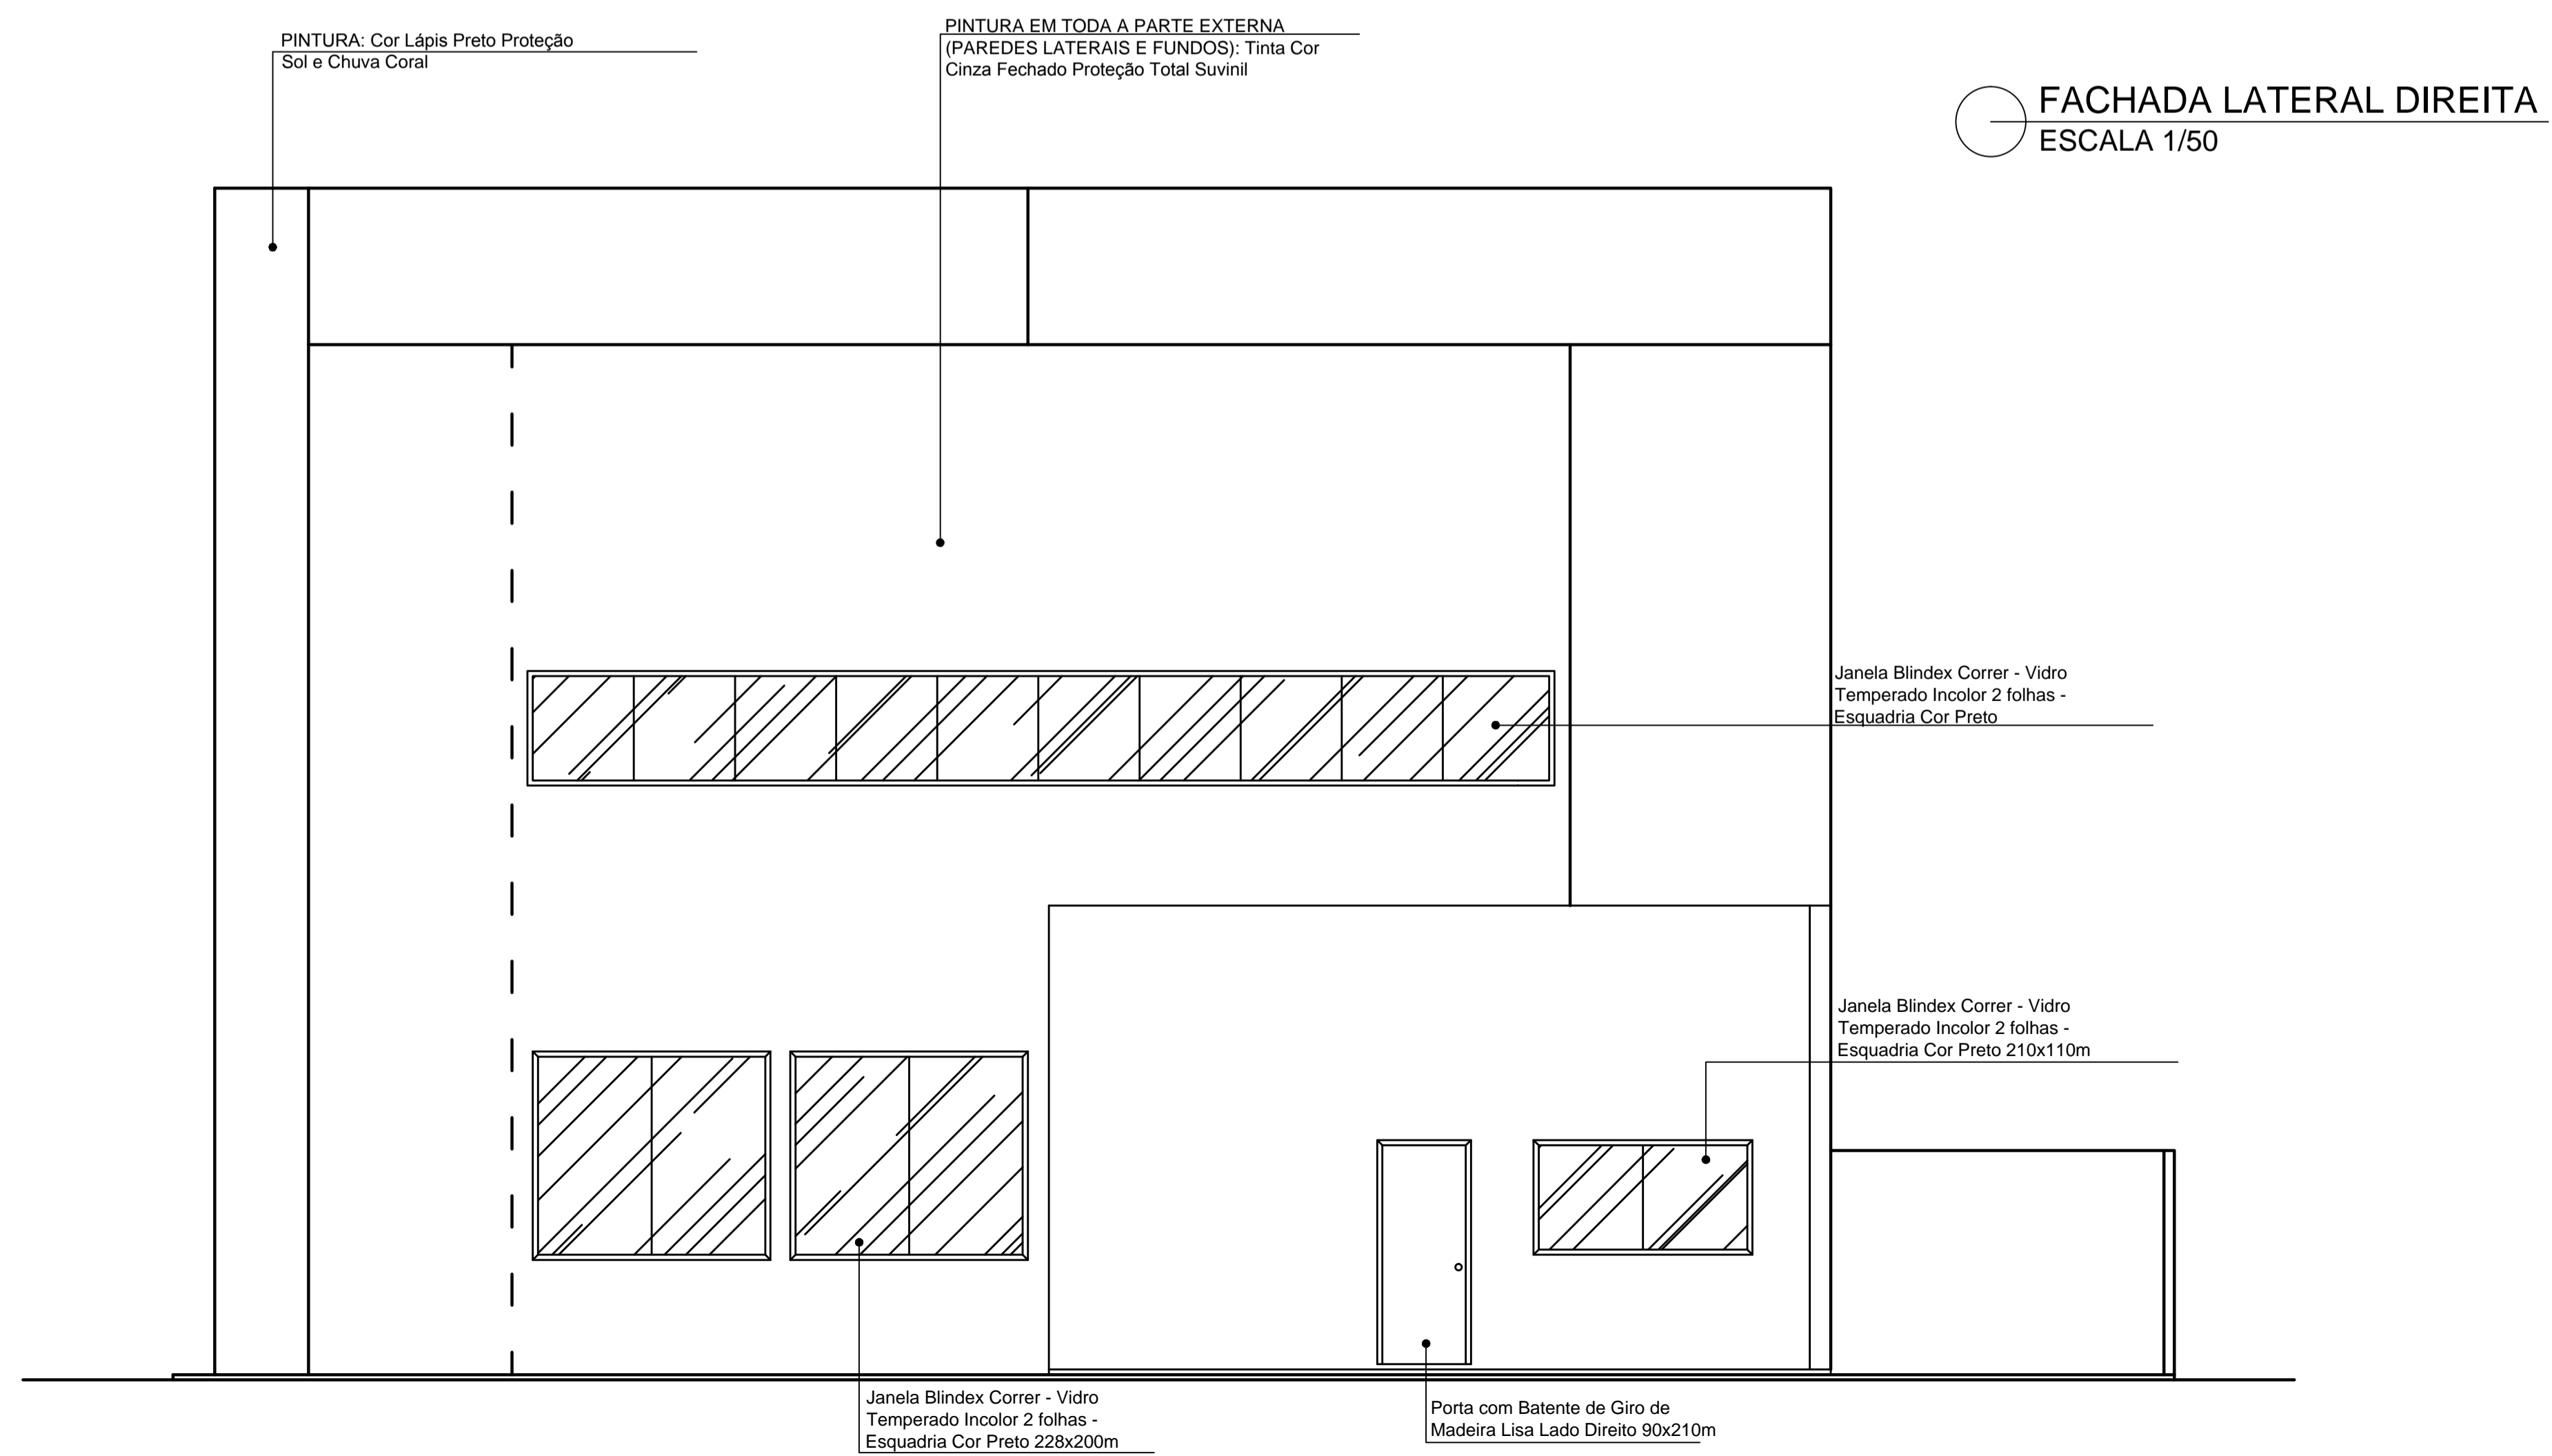 PINTURA: Cor Lápis Preto Proteção
Sol e Chuva Coral
PINTURA EM TODA A PARTE EXTERNA
(PAREDES LATERAIS E FUNDOS): Tinta Cor
Cinza Fechado Proteção Total Suvinil
FACHADA LATERAL DIREITA
ESCALA 1/50
Janela Blindex Correr - Vidro
Temperado Incolor 2 folhas -
Esquadria Cor Preto
Janela Blindex Correr - Vidro
Temperado Incolor 2 folhas -
Esquadria Cor Preto 210x110m
Janela Blindex Correr - Vidro
Temperado Incolor 2 folhas -
Esquadria Cor Preto 228x200m
Porta com Batente de Giro de
Madeira Lisa Lado Direito 90x210m